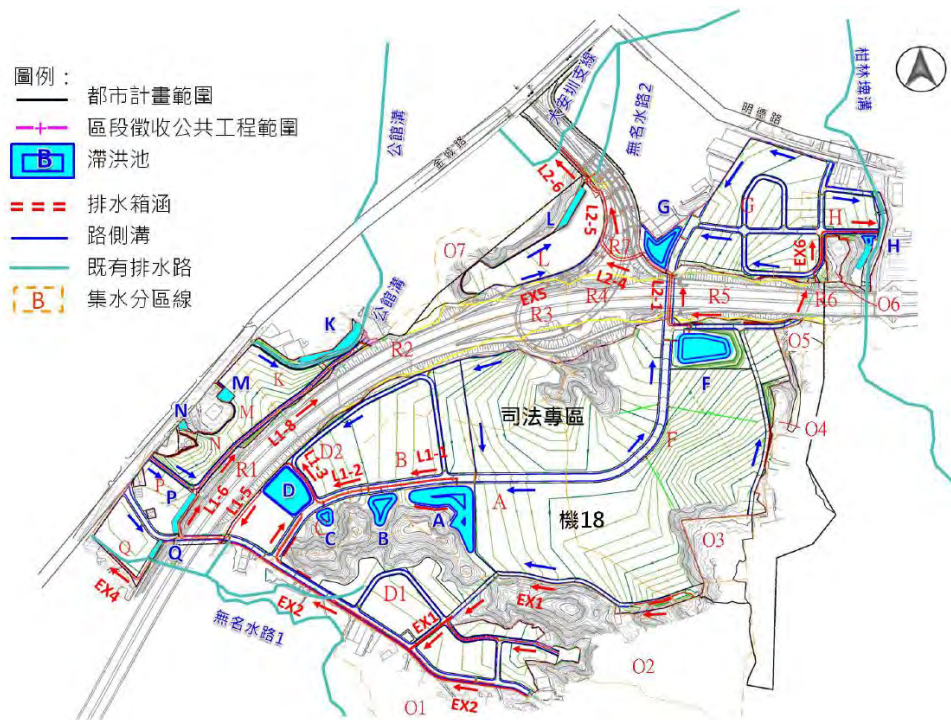 圖例：
都市計畫範圍
區段徵收公共工程範圍
B
滯洪池
排水箱涵
路側溝
既有排水路
B
集水分區線
公館溝
金城路
大安圳支線
無名水路2
明德路
柑林埤溝
L2-6
L
L2-5
G
R7
L
L2-4
G
H
EX6
H
O7
公館溝
EX5
R4
R3
L2-1
R5
R6
O6
K
R2
K
M
M
N
N
L1-8
R1
F
O5
司法專區
D2
L1-3
L1-2
B
L1-1
F
O4
P
P
L1-6
L1-5
D
C
C
B
A
A
機18
O3
Q
Q
EX4
無名水路1
EX2
D1
EX1
EX1
O2
O1
EX2